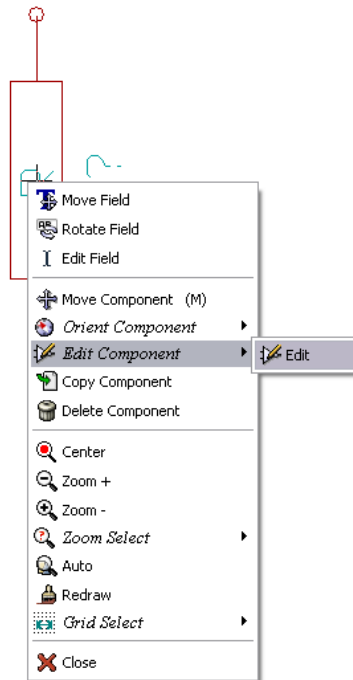 Move Field
Rotate Field
Edit Field
Move Component (M)
Orient Component
Edit Component
Edit
Copy Component
Delete Component
Center
Zoom +
Zoom -
Zoom Select
Auto
Redraw
Grid Select
Close